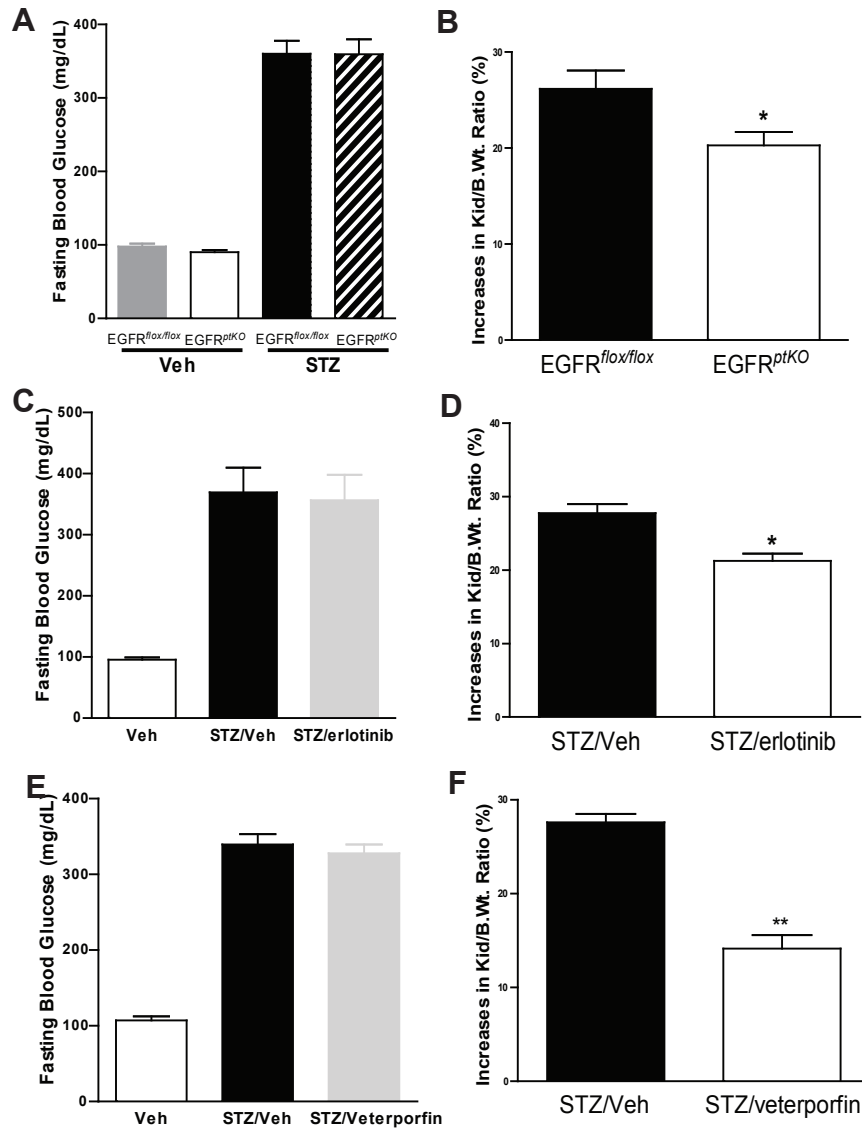 A
Fasting Blood Glucose (mg/dL)
400
300
200
100
0
EGFRflox/flox EGFRptKO EGFRflox/flox EGFRptKO
Veh STZ
B
Increases in Kid/B.Wt. Ratio (%)
30
20
10
0
*
EGFRflox/flox EGFRptKO
C
Fasting Blood Glucose (mg/dL)
500
400
300
200
100
0
Veh STZ/Veh STZ/erlotinib
D
Increases in Kid/B.Wt. Ratio (%)
40
30
20
10
0
*
STZ/Veh STZ/erlotinib
E
Fasting Blood Glucose (mg/dL)
400
300
200
100
0
Veh STZ/Veh STZ/Veterporfin
F
Increases in Kid/B.Wt. Ratio (%)
30
20
10
0
**
STZ/Veh STZ/veterporfin